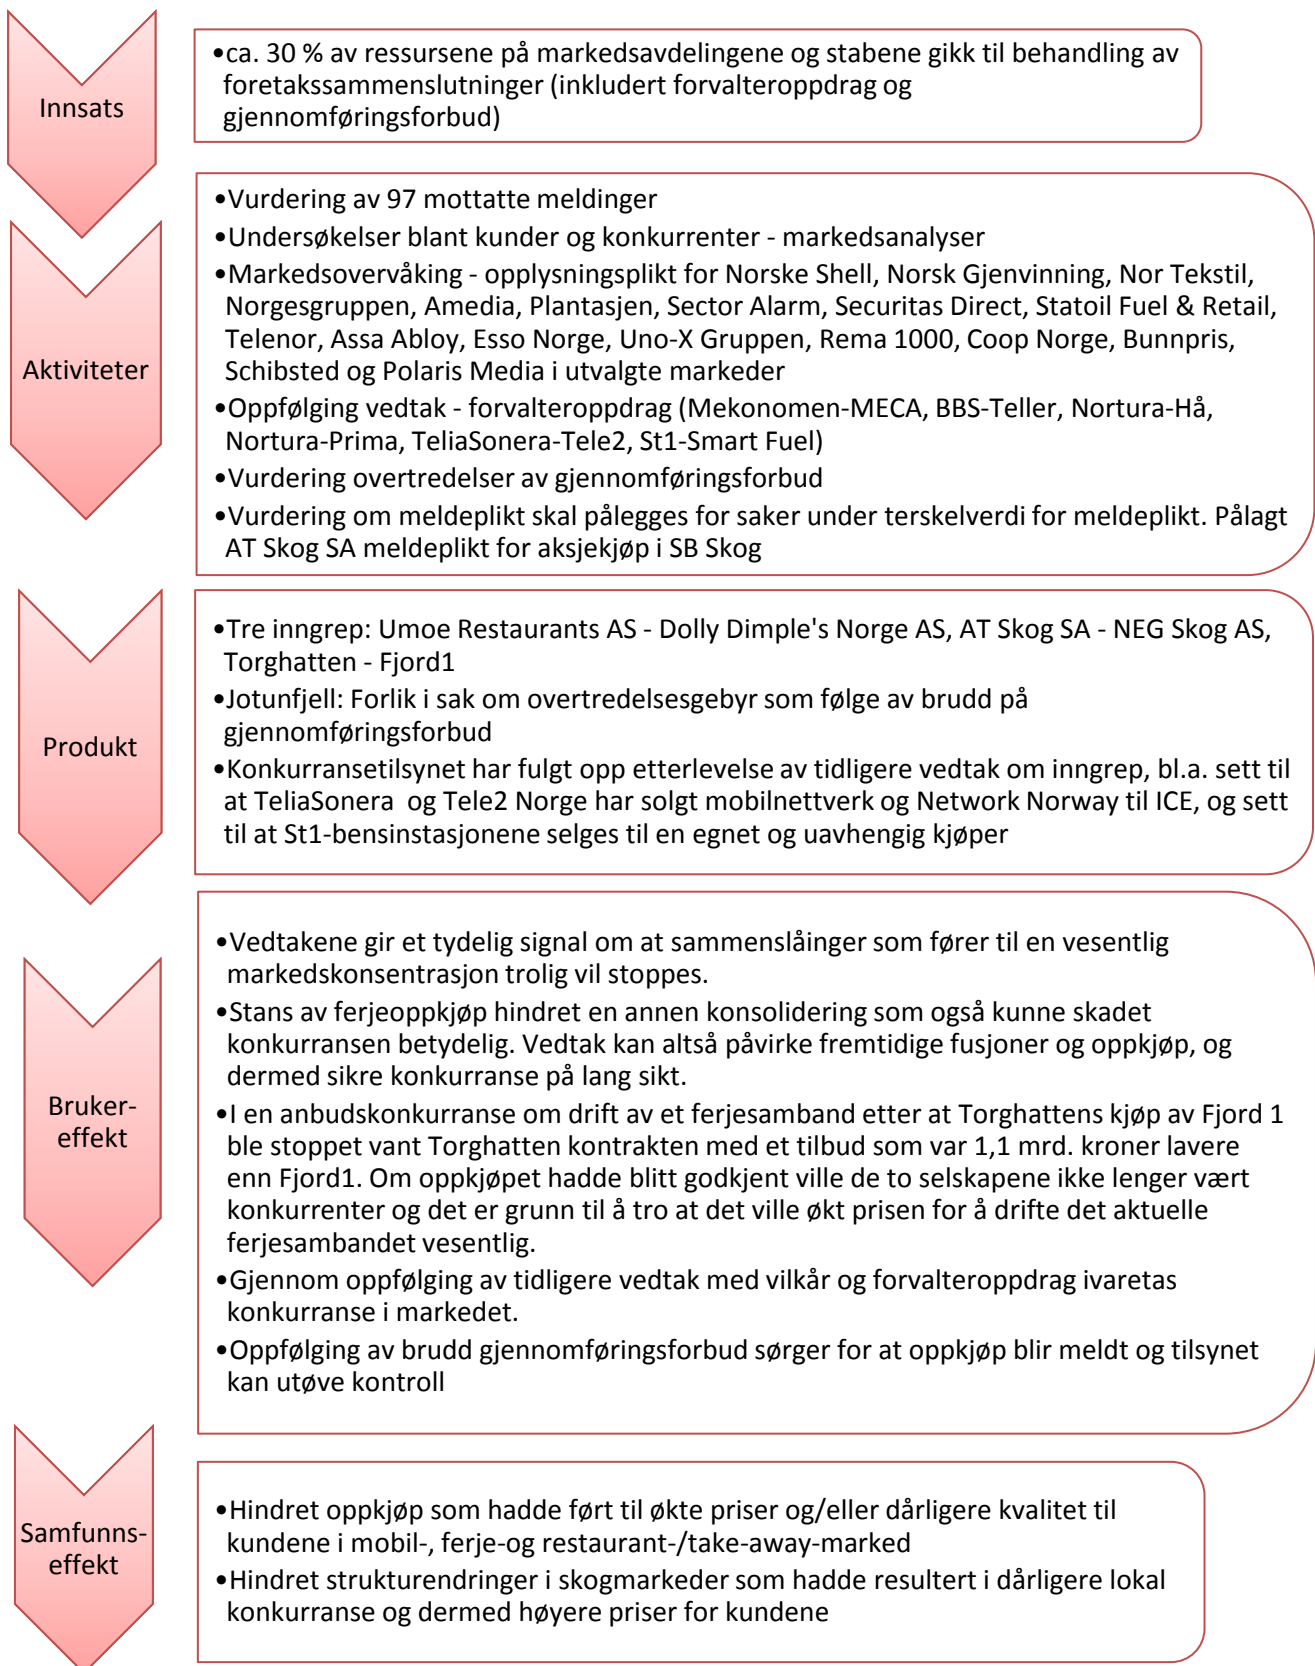 Innsats
•ca. 30 % av ressursene på markedsavdelingene og stabene gikk til behandling av
foretakssammenslutninger (inkludert forvalteroppdrag og
gjennomføringsforbud)
Aktiviteter
•Vurdering av 97 mottatte meldinger
•Undersøkelser blant kunder og konkurrenter - markedsanalyser
•Markedsovervåking - opplysningsplikt for Norske Shell, Norsk Gjenvinning, Nor Tekstil,
Norgesgruppen, Amedia, Plantasjen, Sector Alarm, Securitas Direct, Statoil Fuel & Retail,
Telenor, Assa Abloy, Esso Norge, Uno-X Gruppen, Rema 1000, Coop Norge, Bunnpris,
Schibsted og Polaris Media i utvalgte markeder
•Oppfølging vedtak - forvalteroppdrag (Mekonomen-MECA, BBS-Teller, Nortura-Hå,
Nortura-Prima, TeliaSonera-Tele2, St1-Smart Fuel)
•Vurdering overtredelser av gjennomføringsforbud
•Vurdering om meldeplikt skal pålegges for saker under terskelverdi for meldeplikt. Pålagt
AT Skog SA meldeplikt for aksjekjøp i SB Skog
Produkt
•Tre inngrep: Umoe Restaurants AS - Dolly Dimple's Norge AS, AT Skog SA - NEG Skog AS,
Torghatten - Fjord1
•Jotunfjell: Forlik i sak om overtredelsesgebyr som følge av brudd på
gjennomføringsforbud
•Konkurransetilsynet har fulgt opp etterlevelse av tidligere vedtak om inngrep, bl.a. sett til
at TeliaSonera og Tele2 Norge har solgt mobilnettverk og Network Norway til ICE, og sett
til at St1-bensinstasjonene selges til en egnet og uavhengig kjøper
Bruker-
effekt
•Vedtakene gir et tydelig signal om at sammenslåinger som fører til en vesentlig
markedskonsentrasjon trolig vil stoppes.
•Stans av ferjeoppkjøp hindret en annen konsolidering som også kunne skadet
konkurransen betydelig. Vedtak kan altså påvirke fremtidige fusjoner og oppkjøp, og
dermed sikre konkurranse på lang sikt.
•I en anbudskonkurranse om drift av et ferjesamband etter at Torghattens kjøp av Fjord 1
ble stoppet vant Torghatten kontrakten med et tilbud som var 1,1 mrd. kroner lavere
enn Fjord1. Om oppkjøpet hadde blitt godkjent ville de to selskapene ikke lenger vært
konkurrenter og det er grunn til å tro at det ville økt prisen for å drifte det aktuelle
ferjesambandet vesentlig.
•Gjennom oppfølging av tidligere vedtak med vilkår og forvalteroppdrag ivaretas
konkurranse i markedet.
•Oppfølging av brudd gjennomføringsforbud sørger for at oppkjøp blir meldt og tilsynet
kan utøve kontroll
Samfunns-
effekt
•Hindret oppkjøp som hadde ført til økte priser og/eller dårligere kvalitet til
kundene i mobil-, ferje-og restaurant-/take-away-marked
•Hindret strukturendringer i skogmarkeder som hadde resultert i dårligere lokal
konkurranse og dermed høyere priser for kundene